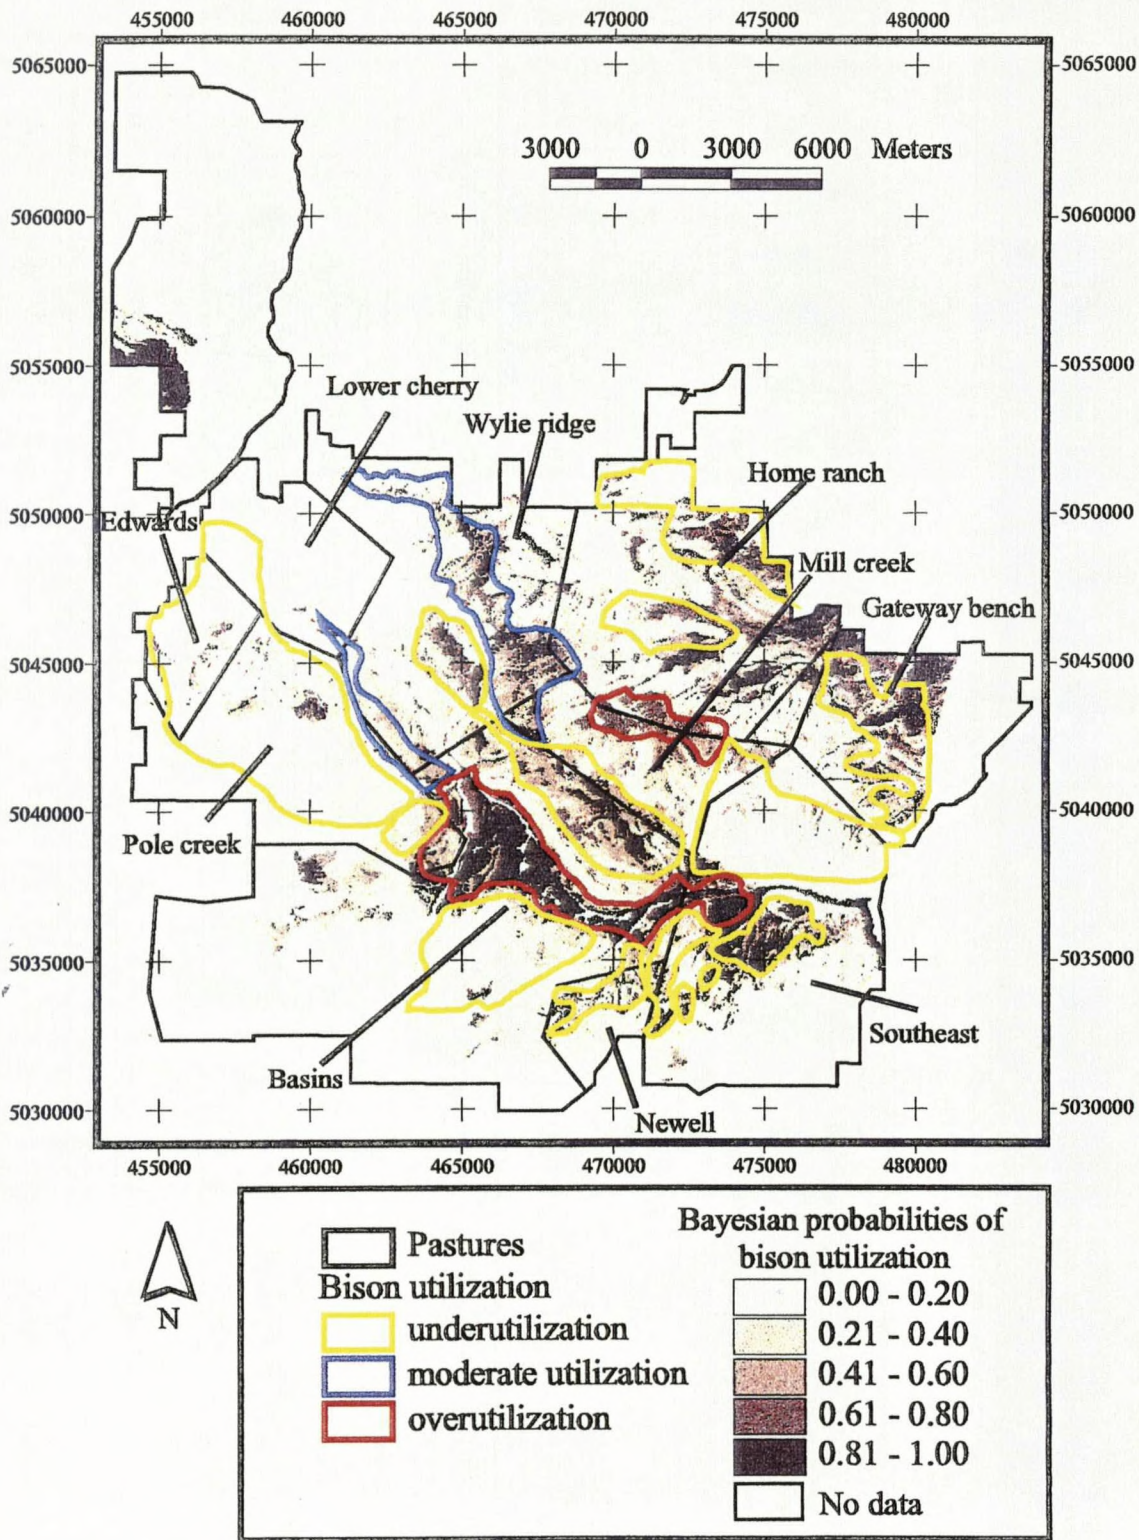 455000 460000 465000 470000 475000 480000
5065000 5065000
3000 0 3000 6000 Meters
5060000 5060000
5055000 5055000
Lower cherry
Wylie ridge
Home ranch
5050000 5050000
Edwards
Mill creek
Gateway bench
5045000 5045000
5040000 5040000
Pole creek
5035000 5035000
Southeast
Basins
5030000 5030000
Newell
455000 460000 465000 470000 475000 480000
N
Pastures
Bison utilization
underutilization
moderate utilization
overutilization
Bayesian probabilities of
bison utilization
0.00 - 0.20
0.21 - 0.40
0.41 - 0.60
0.61 - 0.80
0.81 - 1.00
No data